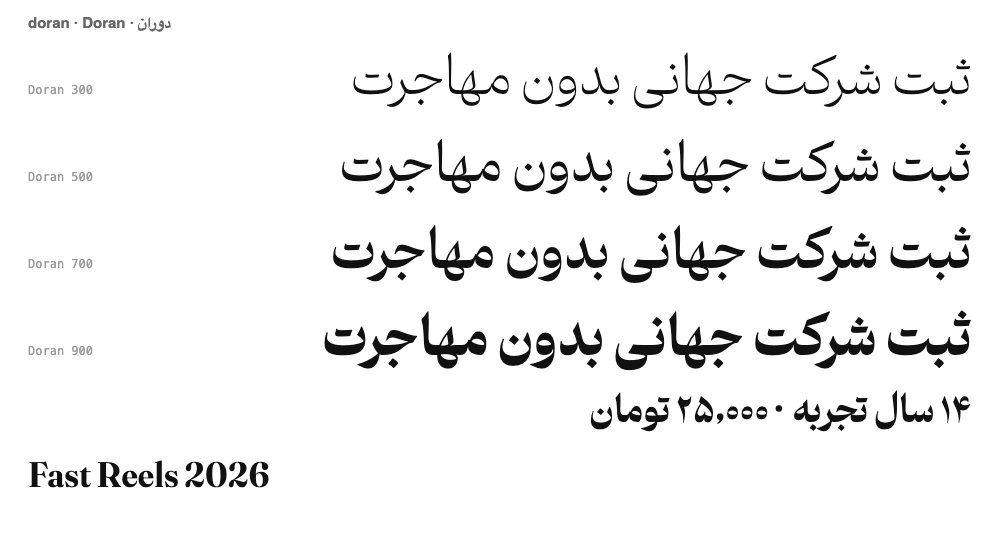 doran · Doran · دوران
Doran 300
ثبت شرکت جهانی بدون مهاجرت
Doran 500
ثبت شرکت جهانی بدون مهاجرت
Doran 700
ثبت شرکت جهانی بدون مهاجرت
Doran 900
ثبت شرکت جهانی بدون مهاجرت
۱۴ سال تجربه · ۲۵,۰۰۰ تومان
Fast Reels 2026